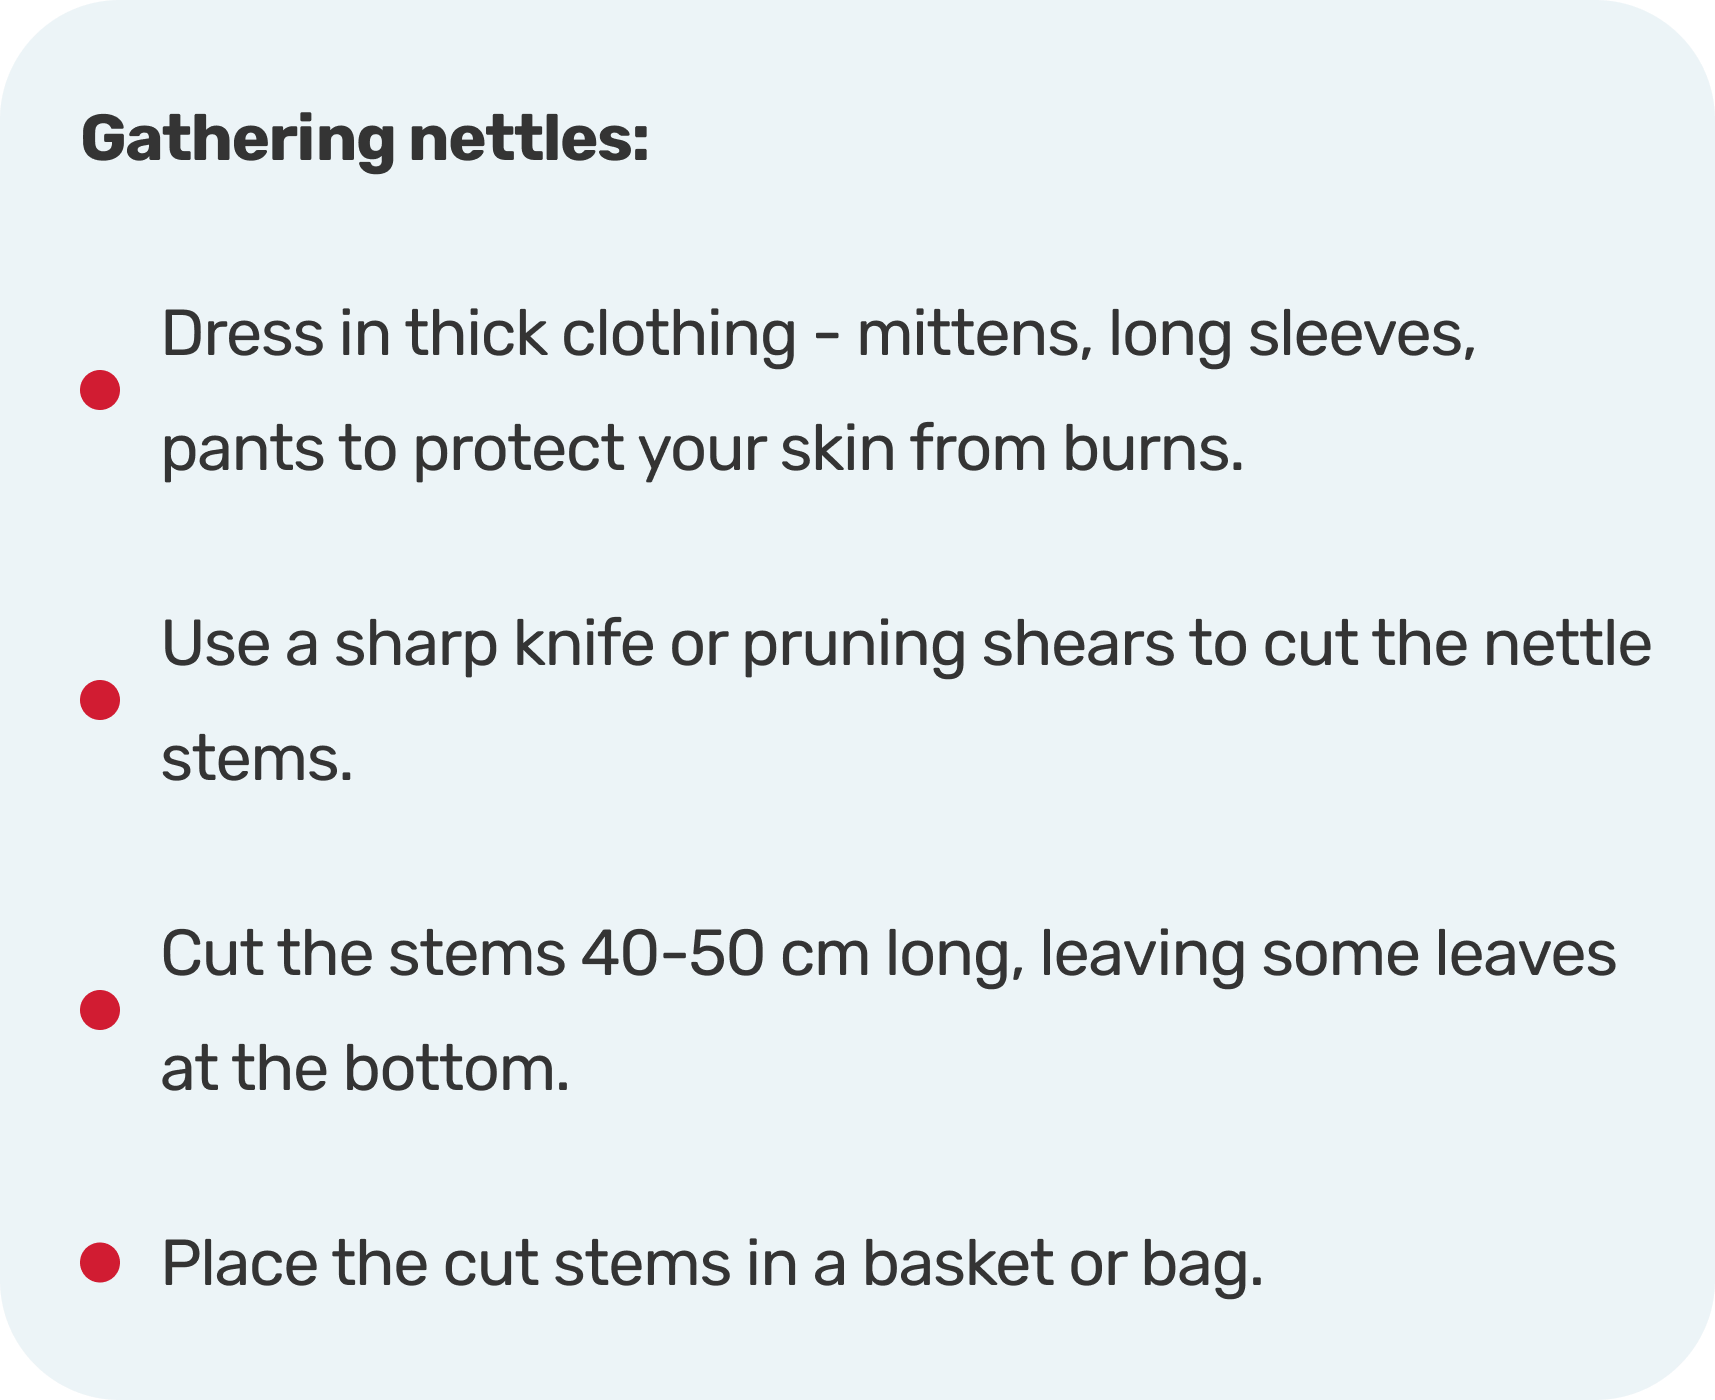 Gathering nettles:
Dress in thick clothing - mittens, long sleeves,
pants to protect your skin from burns.
Use a sharp knife or pruning shears to cut the nettle
stems.
Cut the stems 40-50 cm long, leaving some leaves
at the bottom.
Place the cut stems in a basket or bag.